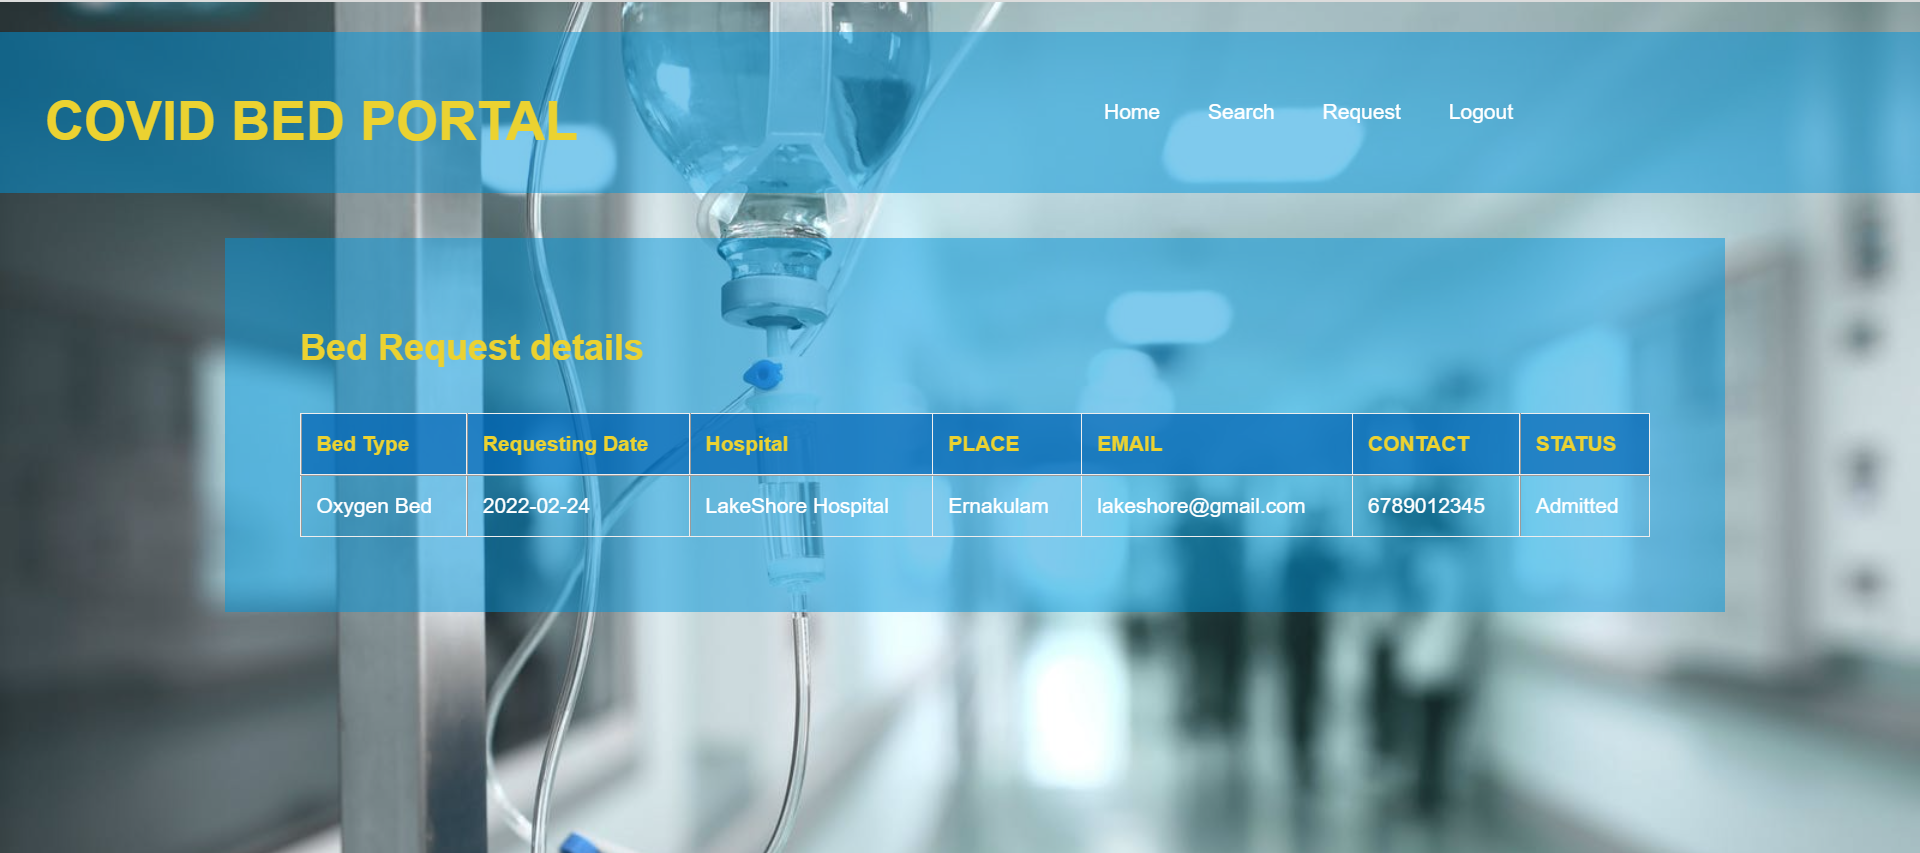 COVID BED PORTAL
Home Search Request Logout
Bed Request details
Bed Type Requesting Date Hospital PLACE EMAIL CONTACT STATUS
Oxygen Bed 2022-02-24 LakeShore Hospital Ernakulam lakeshore@gmail.com 6789012345 Admitted